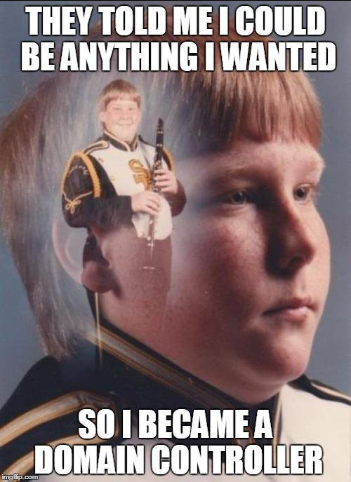 THEY TOLD ME I COULD
BE ANYTHING I WANTED
SO I BECAME A
DOMAIN CONTROLLER
imgflip.com